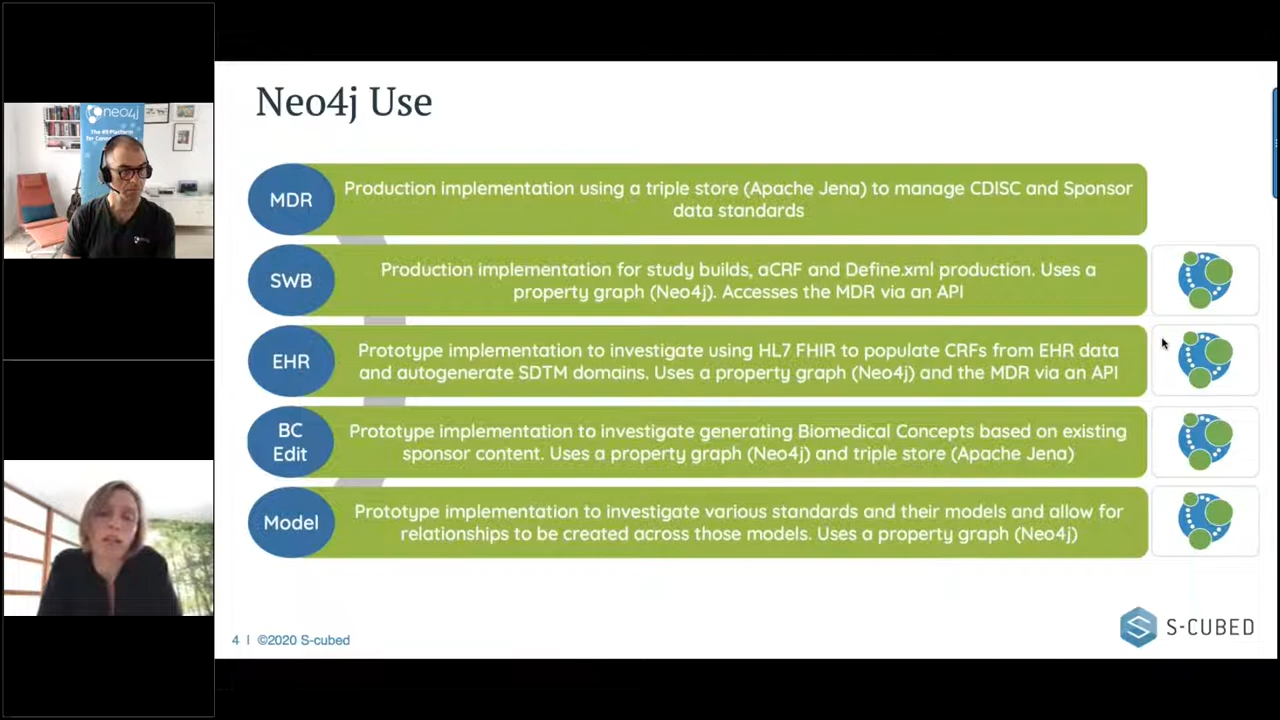 neo4j
The #1 Platform
Neo4j Use
MDR
Production implementation using a triple store (Apache Jena) to manage CDISC and Sponsor
data standards
SWB
Production implementation for study builds, aCRF and Define.xml production. Uses a
property graph (Neo4j). Accesses the MDR via an API
EHR
Prototype implementation to investigate using HL7 FHIR to populate CRFs from EHR data
and autogenerate SDTM domains. Uses a property graph (Neo4j) and the MDR via an API
BC
Edit
Prototype implementation to investigate generating Biomedical Concepts based on existing
sponsor content. Uses a property graph (Neo4j) and triple store (Apache Jena)
Model
Prototype implementation to investigate various standards and their models and allow for
relationships to be created across those models. Uses a property graph (Neo4j)
4 | ©2020 S-cubed
S-CUBED